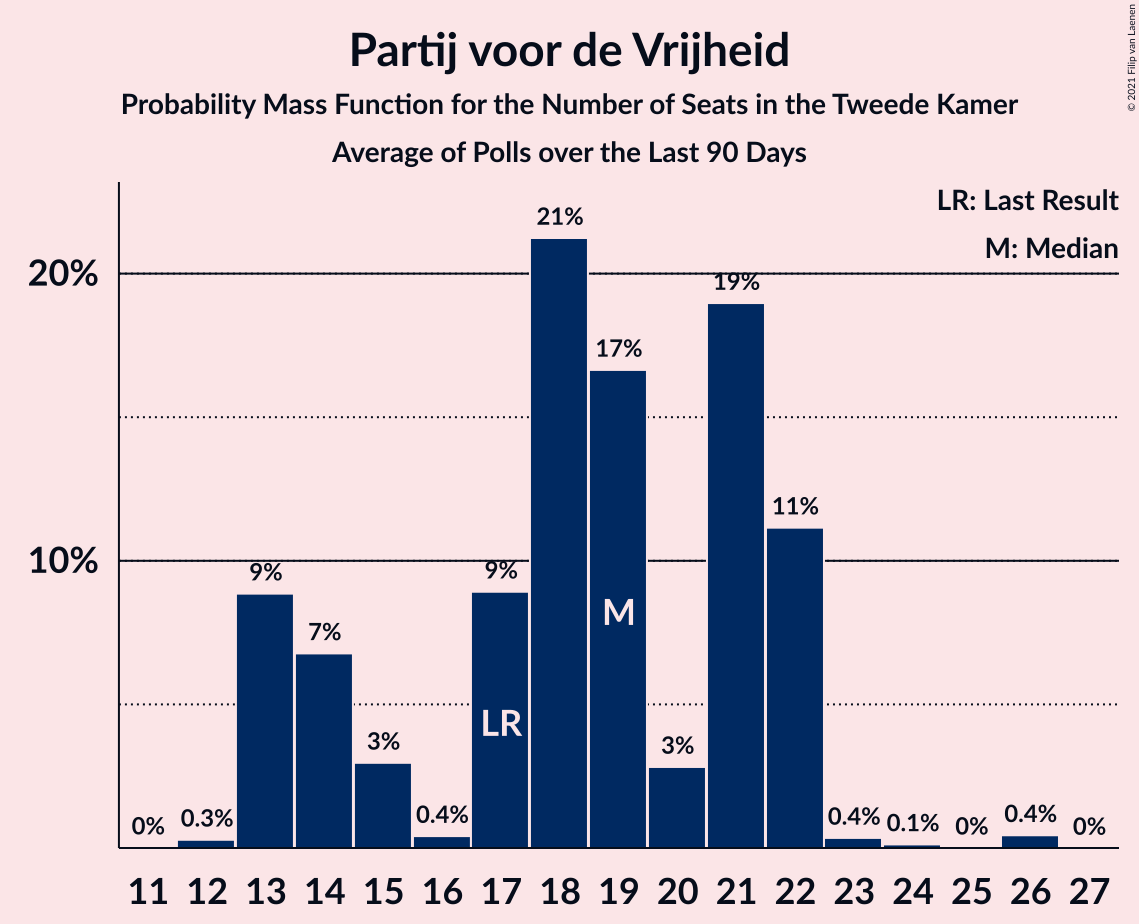 Partij voor de Vrijheid
Probability Mass Function for the Number of Seats in the Tweede Kamer
Average of Polls over the Last 90 Days
© 2021 Filip van Laenen
LR: Last Result
M: Median
20%
10%
0%
0.3%
9%
7%
3%
0.4%
9%
21%
17%
3%
19%
11%
0.4%
0.1%
0%
0.4%
0%
LR
M
11 12 13 14 15 16 17 18 19 20 21 22 23 24 25 26 27